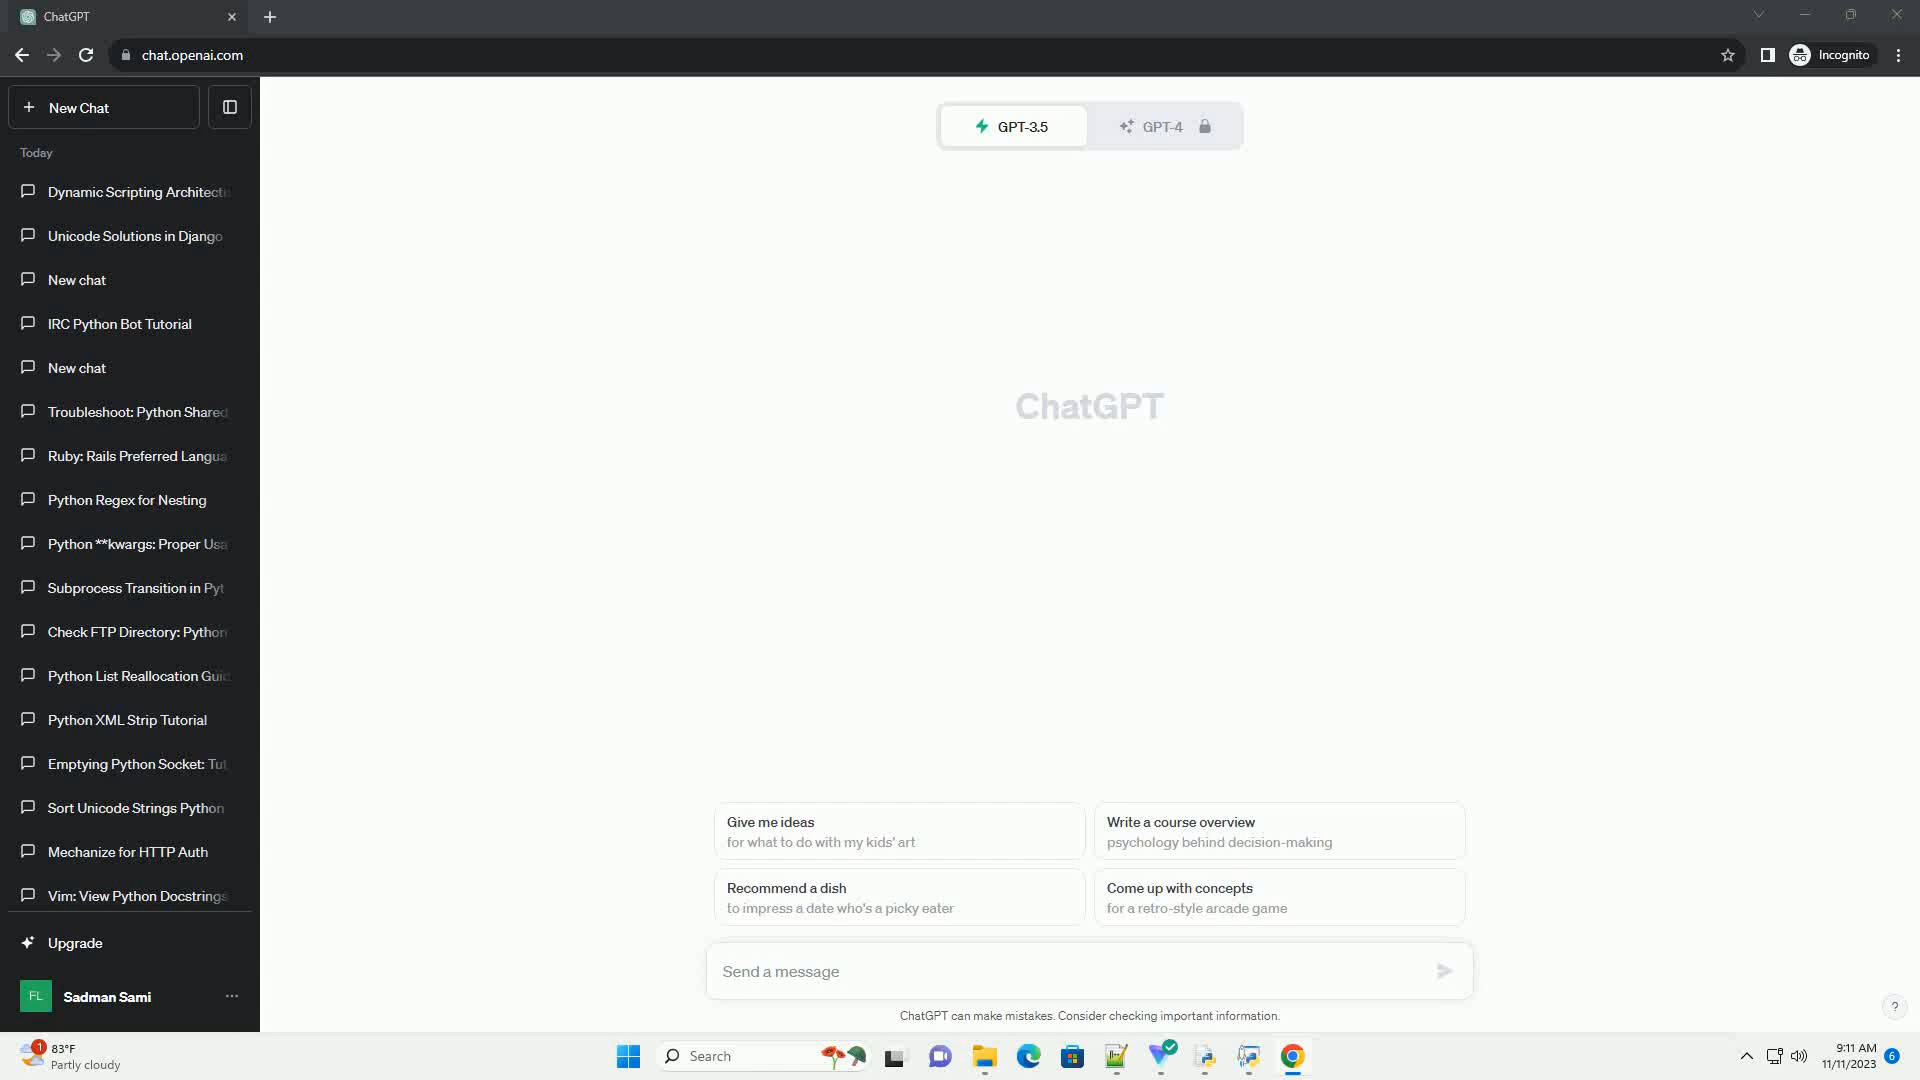 ChatGPT
chat.openai.com
Incognito
New Chat
Today
Dynamic Scripting Architectu
Unicode Solutions in Django
New chat
IRC Python Bot Tutorial
New chat
Troubleshoot: Python Shared
Ruby: Rails Preferred Langua
Python Regex for Nesting
Python **kwargs: Proper Usa
Subprocess Transition in Pyt
Check FTP Directory: Python
Python List Reallocation Guid
Python XML Strip Tutorial
Emptying Python Socket: Tut
Sort Unicode Strings Python
Mechanize for HTTP Auth
Vim: View Python Docstrings
Upgrade
FL
Sadman Sami
GPT-3.5
GPT-4
ChatGPT
Give me ideas
for what to do with my kids' art
Write a course overview
psychology behind decision-making
Recommend a dish
to impress a date who's a picky eater
Come up with concepts
for a retro-style arcade game
Send a message
ChatGPT can make mistakes. Consider checking important information.
?
1
83°F
Partly cloudy
Search
9:11 AM
11/11/2023
6